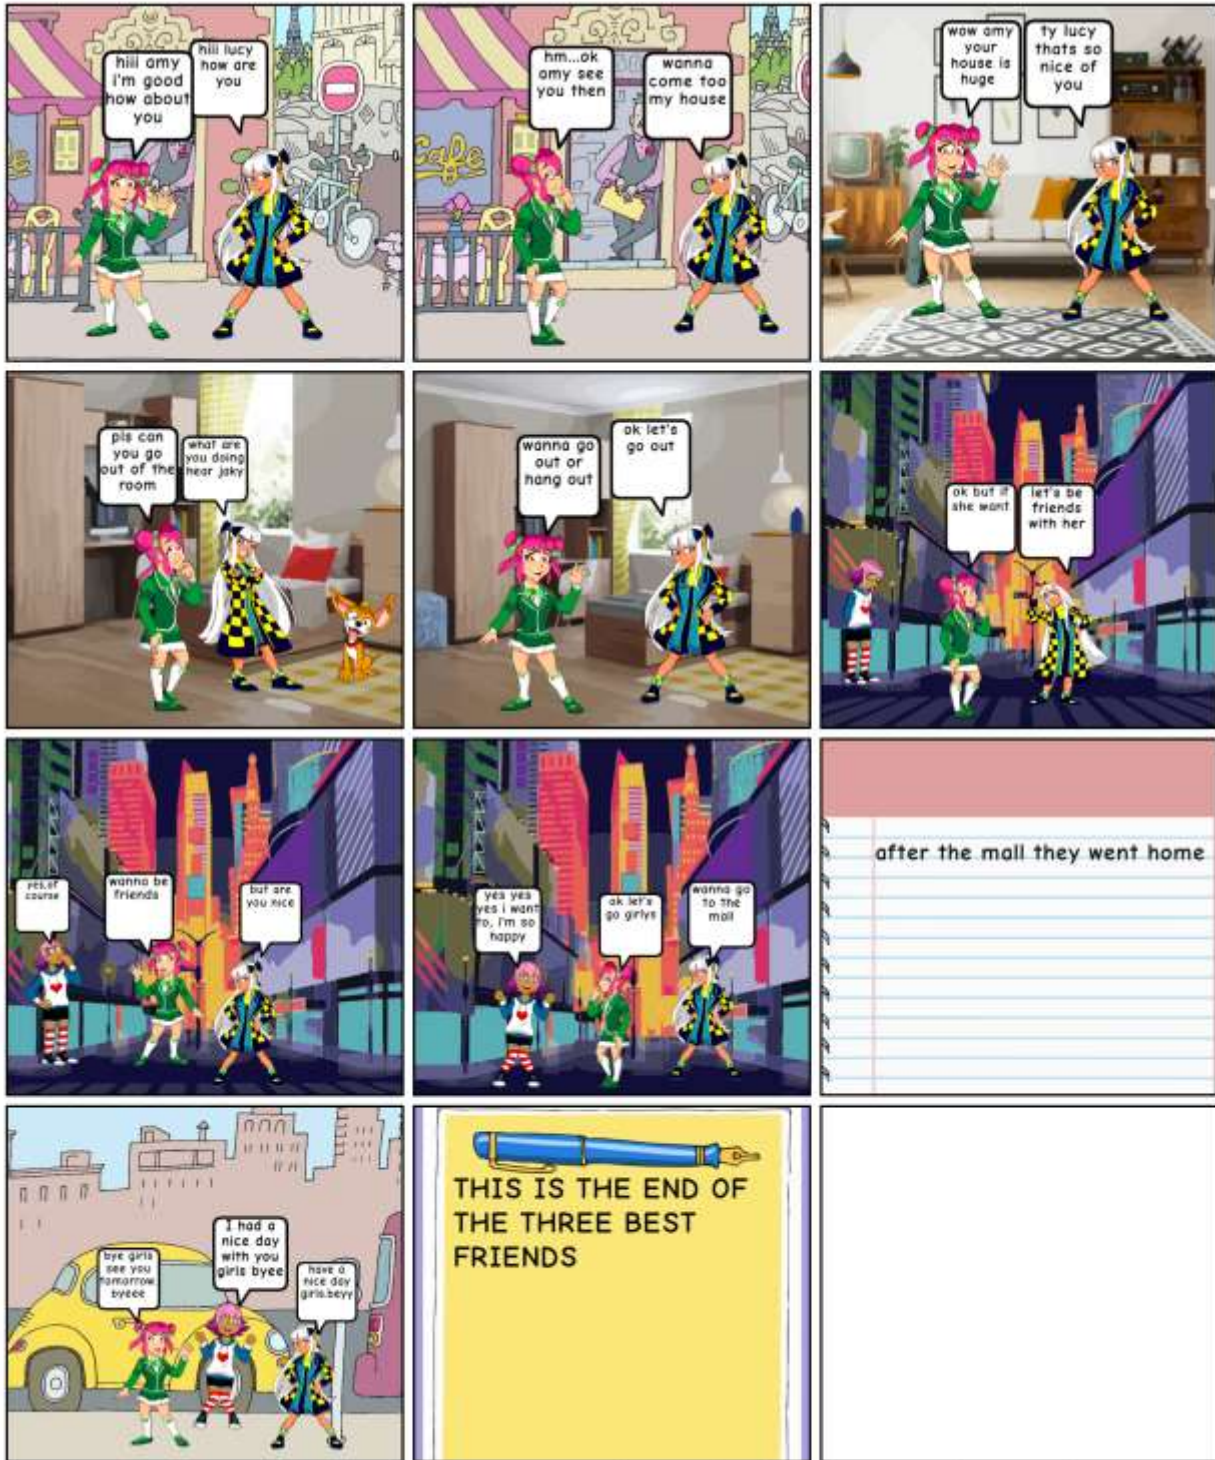 hiii amy
i'm good
how about
you
hiii lucy
how are
you
Cafe
hm...ok
amy see
you then
wanna
come too
my house
Cafe
wow amy
your
house is
huge
ty lucy
thats so
nice of
you
pls can
you go
out of the
room
what are
you doing
hear jaky
wanna go
out or
hang out
ok let's
go out
ok but if
she want
let's be
friends
with her
yes,of
course
wanna be
friends
but are
you nice
yes yes
yes i want
to, I'm so
happy
ok let's
go girlys
wanna go
to the
mall
after the mall they went home
bye girls
see you
tomorrow
byeee
I had a
nice day
with you
girls byee
have a
nice day
girls.beyy
THIS IS THE END OF
THE THREE BEST
FRIENDS